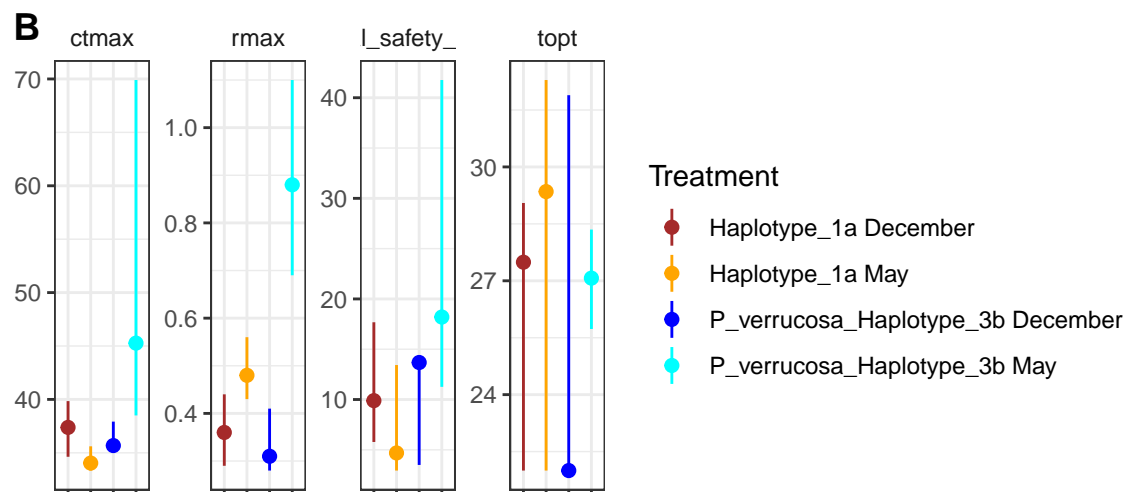 B
ctmax
rmax
l_safety_
topt
70
60
50
40
1.0
0.8
0.6
0.4
40
30
20
10
30
27
24
Treatment
Haplotype_1a December
Haplotype_1a May
P_verrucosa_Haplotype_3b December
P_verrucosa_Haplotype_3b May